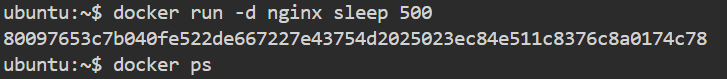 ubuntu:~$ docker run -d nginx sleep 500
80097653c7b040fe522de667227e43754d2025023ec84e511c8376c8a0174c78
ubuntu:~$ docker ps